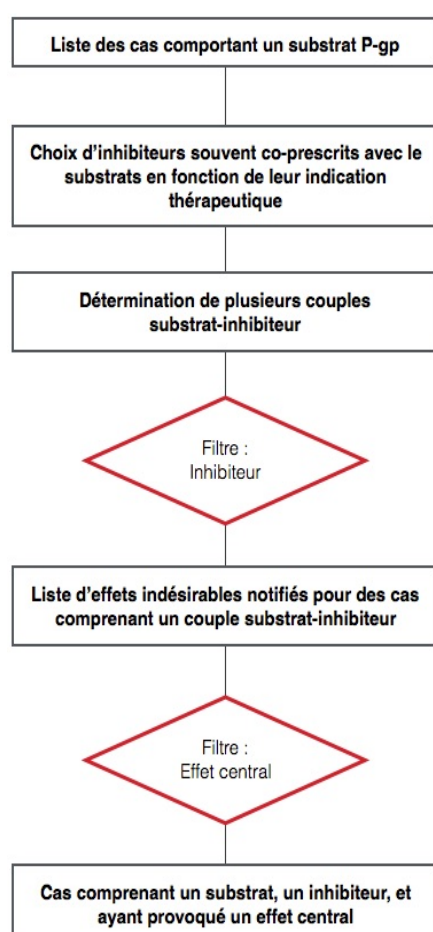 Liste des cas comportant un substrat P-gp
Choix d’inhibiteurs souvent co-prescrits avec le
substrats en fonction de leur indication
thérapeutique
Détermination de plusieurs couples
substrat-inhibiteur
Filtre :
Inhibiteur
Liste d’effets indésirables notifiés pour des cas
comprenant un couple substrat-inhibiteur
Filtre :
Effet central
Cas comprenant un substrat, un inhibiteur, et
ayant provoqué un effet central